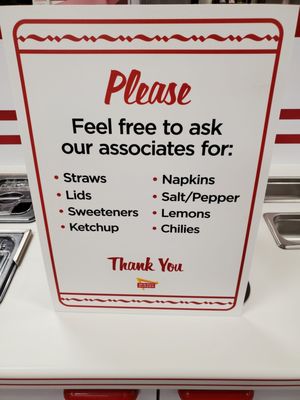 Please
Feel free to ask
our associates for:
• Straws
• Lids
• Sweeteners
• Ketchup
• Napkins
• Salt/Pepper
• Lemons
• Chilies
Thank You